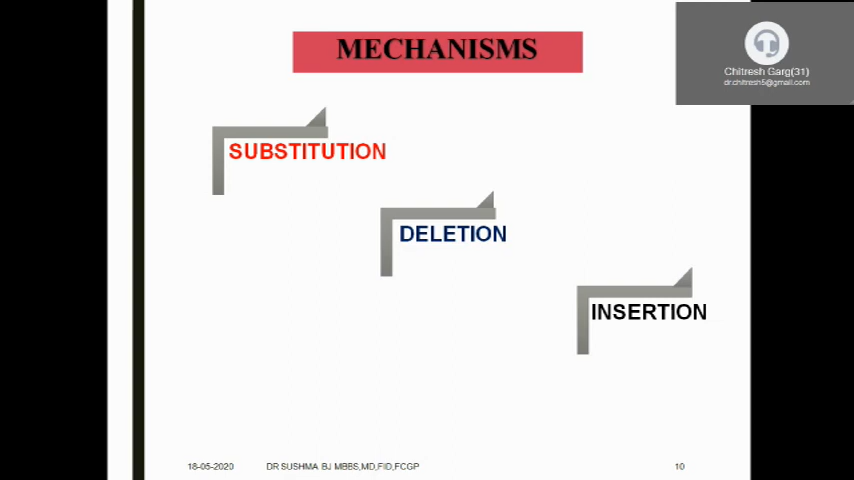 MECHANISMS
Chitresh Garg(31)
dr.chitresh5@gmail.com
SUBSTITUTION
DELETION
INSERTION
18-05-2020 DR SUSHMA BJ MBBS,MD,FID,FCGP 10